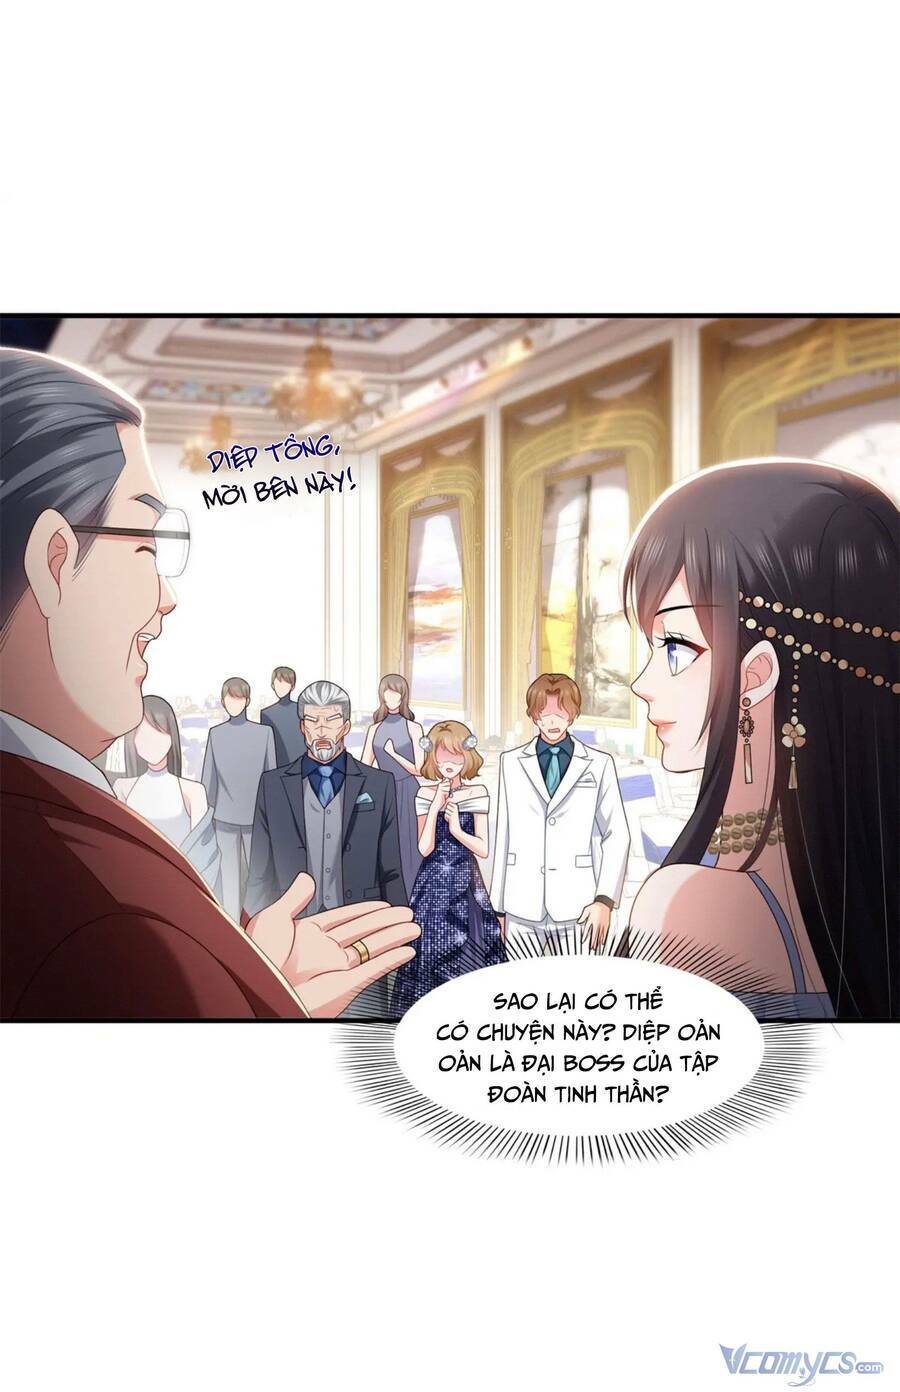 DIỆP TỔNG,
MỜI BÊN NÀY!
SAO LẠI CÓ THỂ
CÓ CHUYỆN NÀY? DIỆP OẢN
OẢN LÀ ĐẠI BOSS CỦA TẬP
ĐOÀN TINH THẦN?
VCOMYCS.com